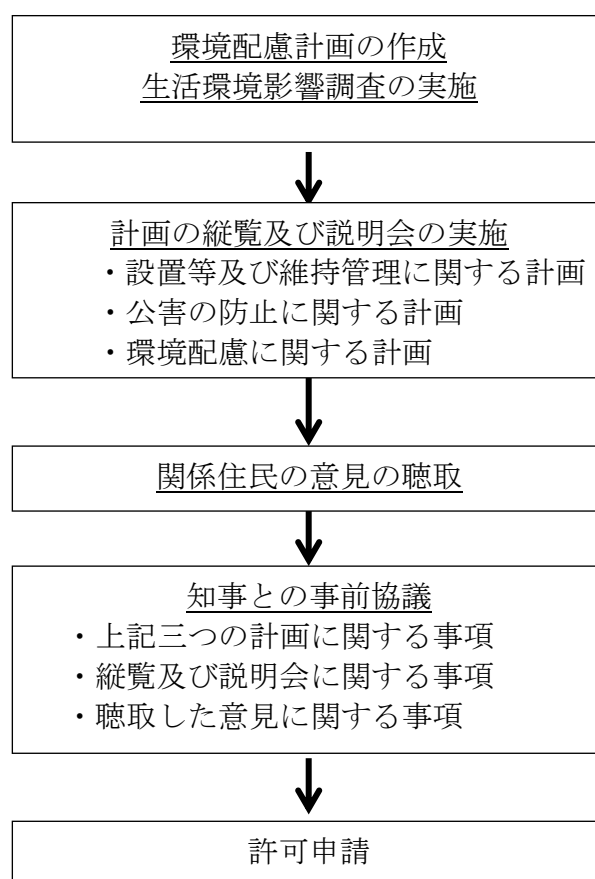 環境配慮計画の作成
生活環境影響調査の実施
計画の縦覧及び説明会の実施
・設置等及び維持管理に関する計画
・公害の防止に関する計画
・環境配慮に関する計画
関係住民の意見の聴取
知事との事前協議
・上記三つの計画に関する事項
・縦覧及び説明会に関する事項
・聴取した意見に関する事項
許可申請